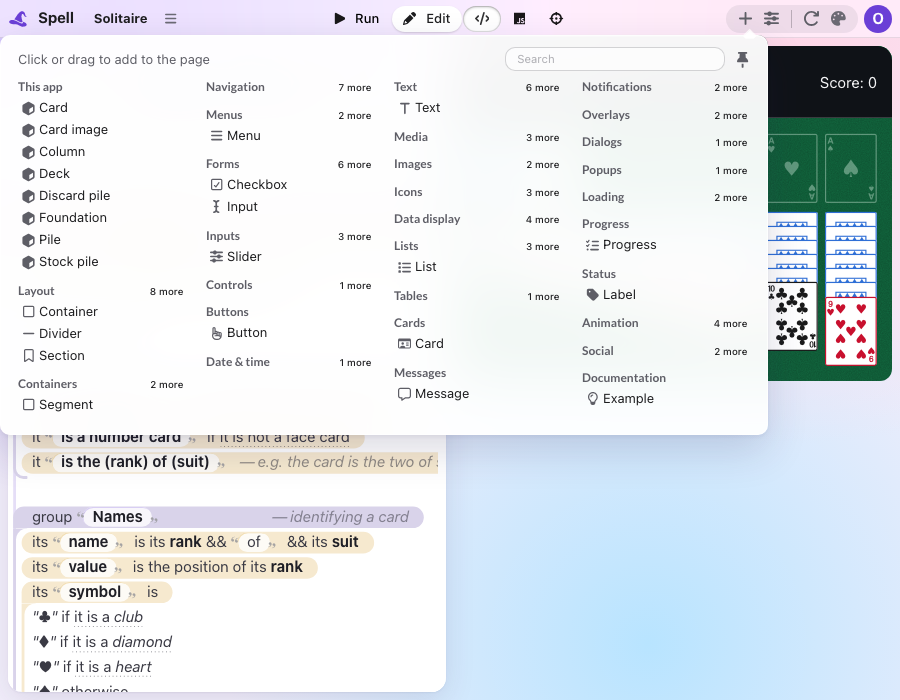 Spell Solitaire Run Edit </> JS O
Click or drag to add to the page Search
Score: 0
This app
Card
Card image
Column
Deck
Discard pile
Foundation
Pile
Stock pile
Layout 8 more
Container
Divider
Section
Containers 2 more
Segment
Navigation 7 more
Menus 2 more
Menu
Forms 6 more
Checkbox
Input
Inputs 3 more
Slider
Controls 1 more
Buttons
Button
Date & time 1 more
Text 6 more
Text
Media 3 more
Images 2 more
Icons 3 more
Data display 4 more
Lists 3 more
List
Tables 1 more
Cards
Card
Messages
Message
Notifications 2 more
Overlays 2 more
Dialogs 1 more
Popups 1 more
Loading 2 more
Progress
Progress
Status
Label
Animation 4 more
Social 2 more
Documentation
Example
A
A
A
A
10
10
9
9
it “ is a number card „ if it is not a face card
it “ is the (rank) of (suit) „ — e.g. the card is the two of
group “ Names „ — identifying a card
its “ name „ is its rank && “ of „ && its suit
its “ value „ is the position of its rank
its “ symbol „ is
"♣" if it is a club
"♦" if it is a diamond
"♥" if it is a heart
"♠" otherwise